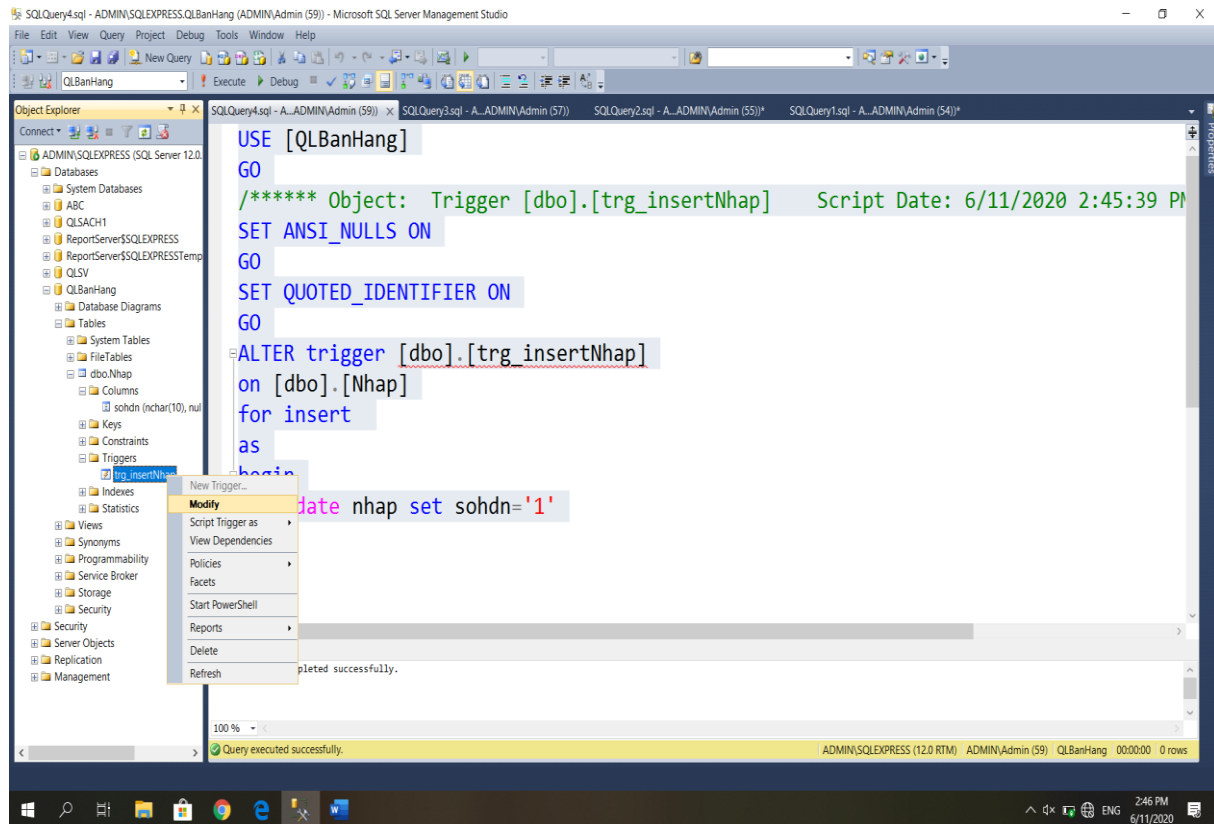 SQLQuery4.sql - ADMIN\SQLEXPRESS.QLBanHang (ADMIN\Admin (59)) - Microsoft SQL Server Management Studio
File Edit View Query Project Debug Tools Window Help
New Query
QLBanHang
Execute Debug
Object Explorer
Connect
ADMIN\SQLEXPRESS (SQL Server 12.0.
Databases
System Databases
ABC
QLSACH1
ReportServer$SQLEXPRESS
ReportServer$SQLEXPRESSTemp
QLSV
QLBanHang
Database Diagrams
Tables
System Tables
FileTables
dbo.Nhap
Columns
sohdn (nchar(10), nul
Keys
Constraints
Triggers
trg_insertNhap
Indexes
Statistics
Views
Synonyms
Programmability
Service Broker
Storage
Security
Security
Server Objects
Replication
Management
New Trigger...
Modify
Script Trigger as
View Dependencies
Policies
Facets
Start PowerShell
Reports
Delete
Refresh
SQLQuery4.sql - A...ADMIN\Admin (59)) SQLQuery3.sql - A...ADMIN\Admin (57)) SQLQuery2.sql - A...ADMIN\Admin (55))* SQLQuery1.sql - A...ADMIN\Admin (54))*
USE [QLBanHang]
GO
/****** Object: Trigger [dbo].[trg_insertNhap] Script Date: 6/11/2020 2:45:39 PM
SET ANSI_NULLS ON
GO
SET QUOTED_IDENTIFIER ON
GO
ALTER trigger [dbo].[trg_insertNhap]
on [dbo].[Nhap]
for insert
as
begin
date nhap set sohdn='1'
pleted successfully.
100 %
Query executed successfully.
ADMIN\SQLEXPRESS (12.0 RTM) ADMIN\Admin (59) QLBanHang 00:00:00 0 rows
Properties
ENG
2:46 PM
6/11/2020